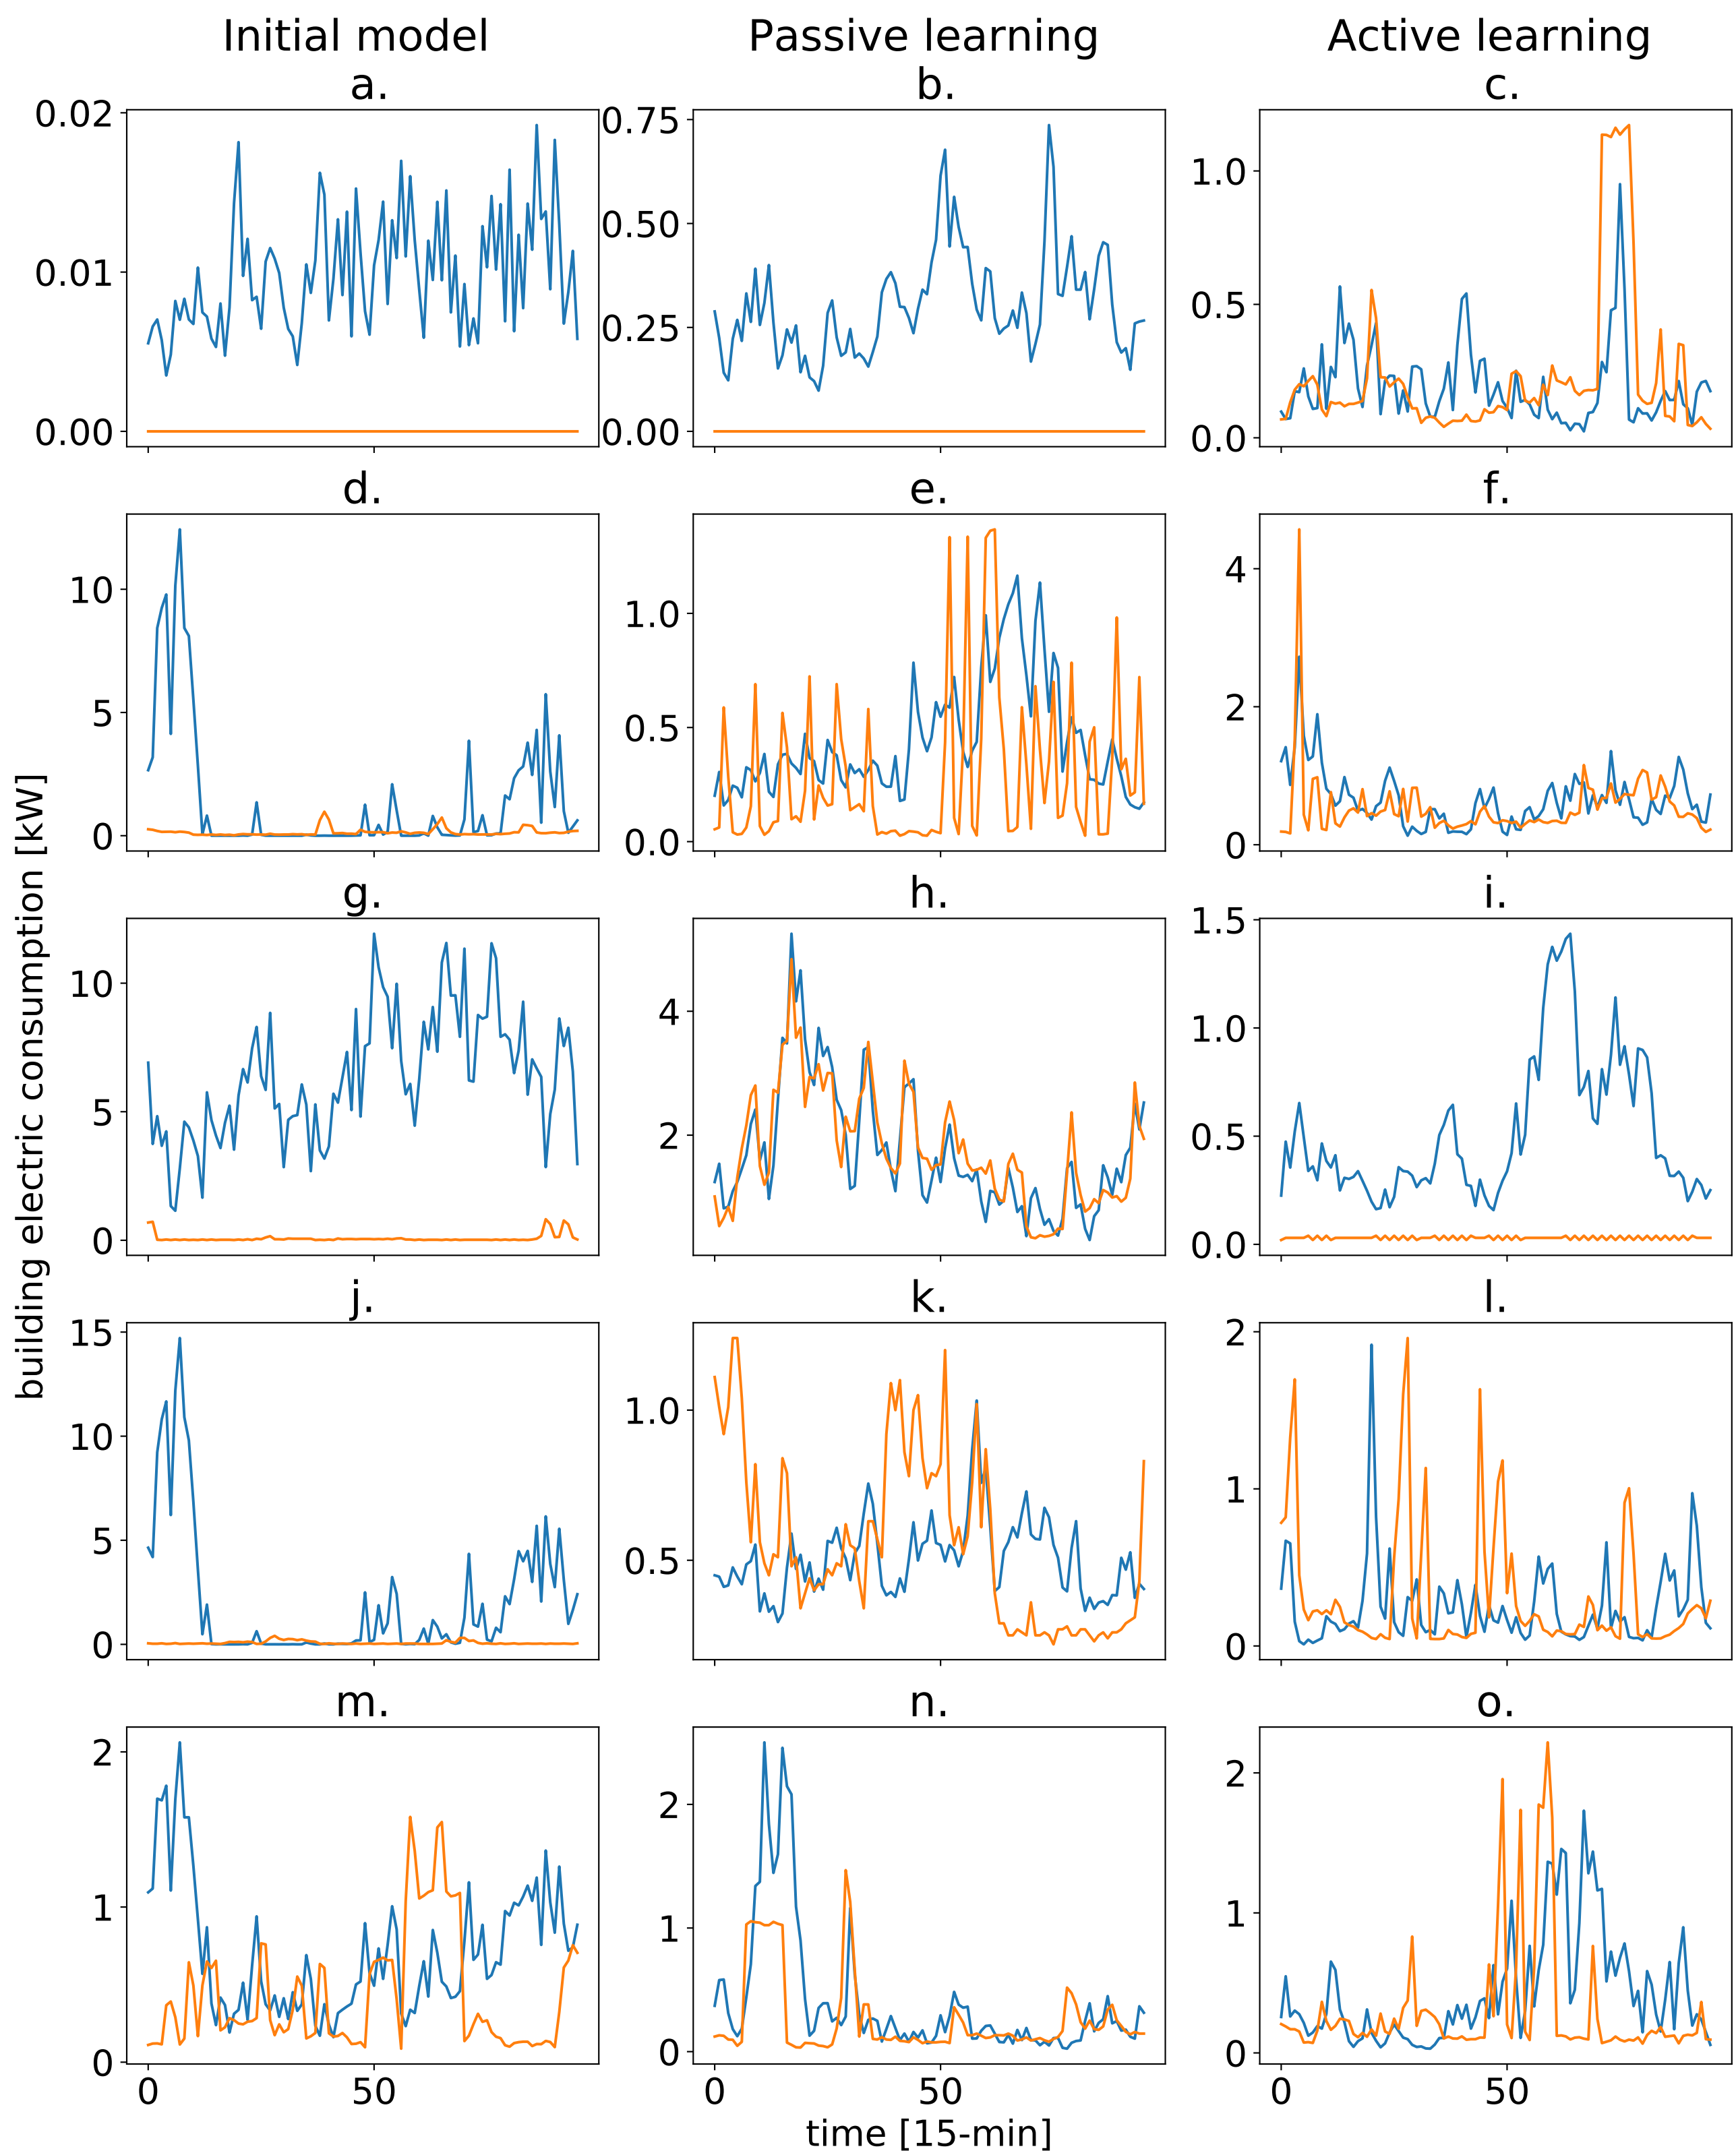 Initial model
Passive learning
Active learning
a.
b.
c.
0.02
0.01
0.00
0.75
0.50
0.25
0.00
1.0
0.5
0.0
d.
e.
f.
10
5
0
1.0
0.5
0.0
4
2
0
g.
h.
i.
10
5
0
4
2
1.5
1.0
0.5
0.0
j.
k.
l.
15
10
5
0
1.0
0.5
2
1
0
m.
n.
o.
2
1
0
2
1
0
2
1
0
0
50
0
50
0
50
building electric consumption [kW]
time [15-min]